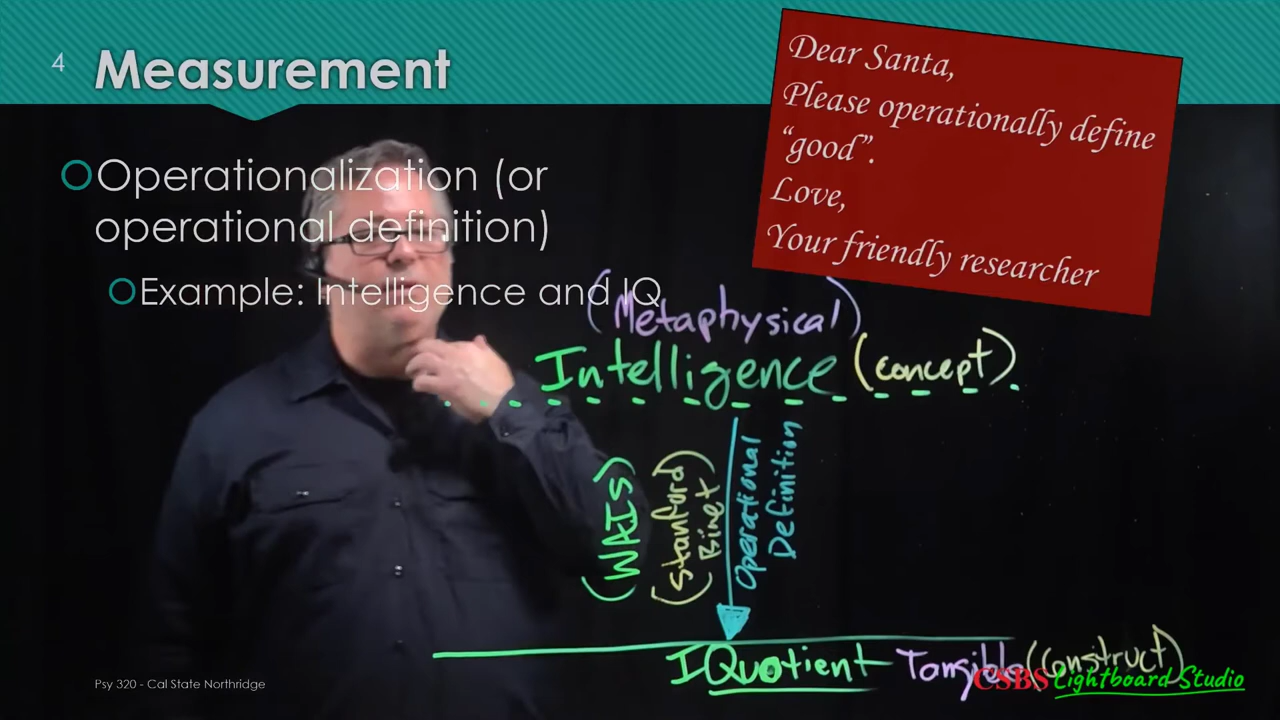 4
Measurement
Dear Santa,
Please operationally define
“good”.
Love,
Your friendly researcher
Operationalization (or
operational definition)
Example: Intelligence and IQ
(Metaphysical)
Intelligence (concept)
(WAIS)
(Stanford)
(Binet
Operational
Definition
IQuotient Tangible (construct)
Psy 320 - Cal State Northridge
CSBS Lightboard Studio